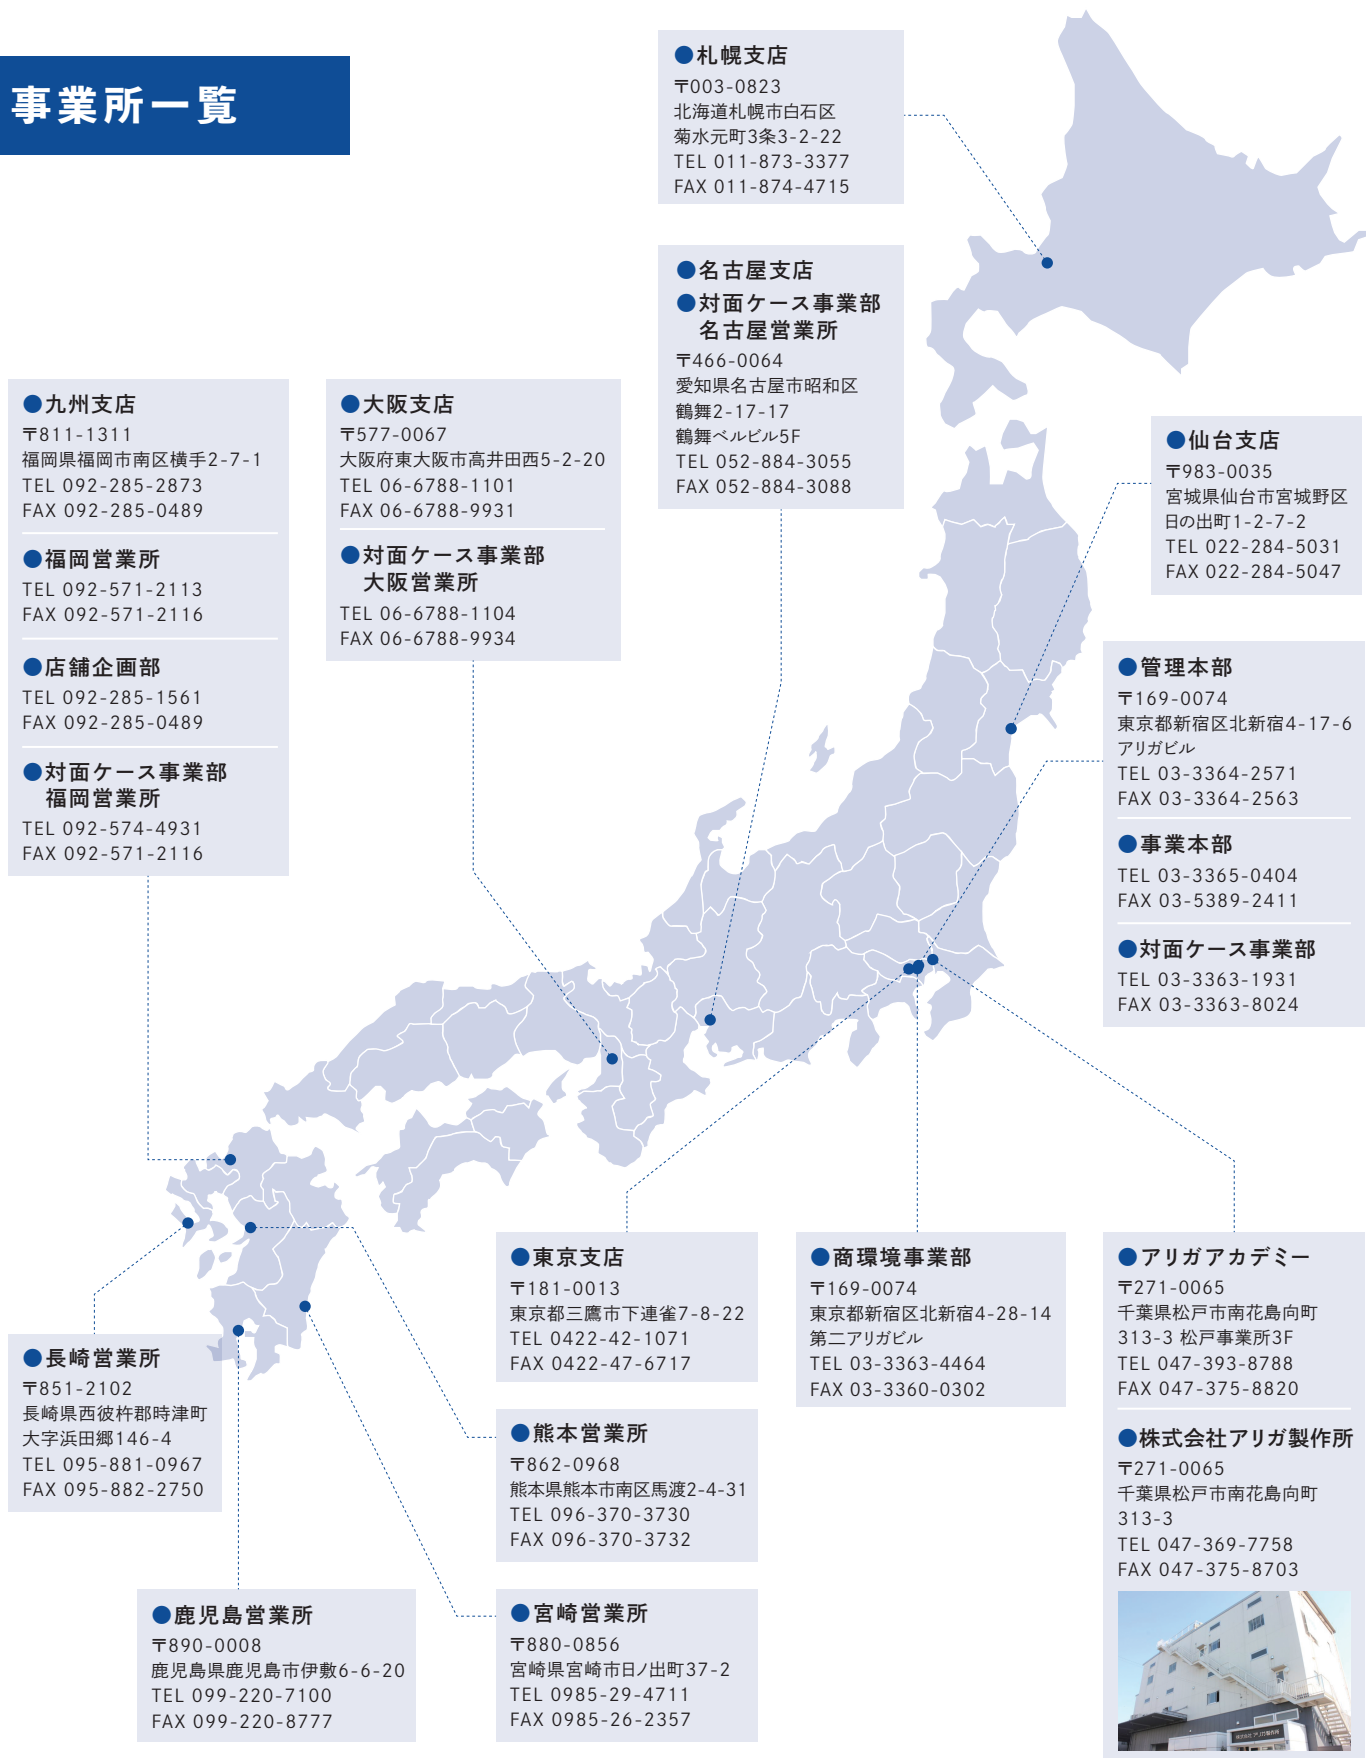 事業所一覧
●札幌支店
〒003-0823
北海道札幌市白石区
菊水元町3条3-2-22
TEL 011-873-3377
FAX 011-874-4715
●名古屋支店
●対面ケース事業部
名古屋営業所
〒466-0064
愛知県名古屋市昭和区
鶴舞2-17-17
鶴舞ベルビル5F
TEL 052-884-3055
FAX 052-884-3088
●九州支店
〒811-1311
福岡県福岡市南区横手2-7-1
TEL 092-285-2873
FAX 092-285-0489
●福岡営業所
TEL 092-571-2113
FAX 092-571-2116
●店舗企画部
TEL 092-285-1561
FAX 092-285-0489
●対面ケース事業部
福岡営業所
TEL 092-574-4931
FAX 092-571-2116
●大阪支店
〒577-0067
大阪府東大阪市高井田西5-2-20
TEL 06-6788-1101
FAX 06-6788-9931
●対面ケース事業部
大阪営業所
TEL 06-6788-1104
FAX 06-6788-9934
●仙台支店
〒983-0035
宮城県仙台市宮城野区
日の出町1-2-7-2
TEL 022-284-5031
FAX 022-284-5047
●管理本部
〒169-0074
東京都新宿区北新宿4-17-6
アリガビル
TEL 03-3364-2571
FAX 03-3364-2563
●事業本部
TEL 03-3365-0404
FAX 03-5389-2411
●対面ケース事業部
TEL 03-3363-1931
FAX 03-3363-8024
●東京支店
〒181-0013
東京都三鷹市下連雀7-8-22
TEL 0422-42-1071
FAX 0422-47-6717
●商環境事業部
〒169-0074
東京都新宿区北新宿4-28-14
第二アリガビル
TEL 03-3363-4464
FAX 03-3360-0302
●アリガアカデミー
〒271-0065
千葉県松戸市南花島向町
313-3 松戸事業所3F
TEL 047-393-8788
FAX 047-375-8820
●株式会社アリガ製作所
〒271-0065
千葉県松戸市南花島向町
313-3
TEL 047-369-7758
FAX 047-375-8703
株式会社 アリガ製作所
●長崎営業所
〒851-2102
長崎県西彼杵郡時津町
大字浜田郷146-4
TEL 095-881-0967
FAX 095-882-2750
●熊本営業所
〒862-0968
熊本県熊本市南区馬渡2-4-31
TEL 096-370-3730
FAX 096-370-3732
●鹿児島営業所
〒890-0008
鹿児島県鹿児島市伊敷6-6-20
TEL 099-220-7100
FAX 099-220-8777
●宮崎営業所
〒880-0856
宮崎県宮崎市日ノ出町37-2
TEL 0985-29-4711
FAX 0985-26-2357